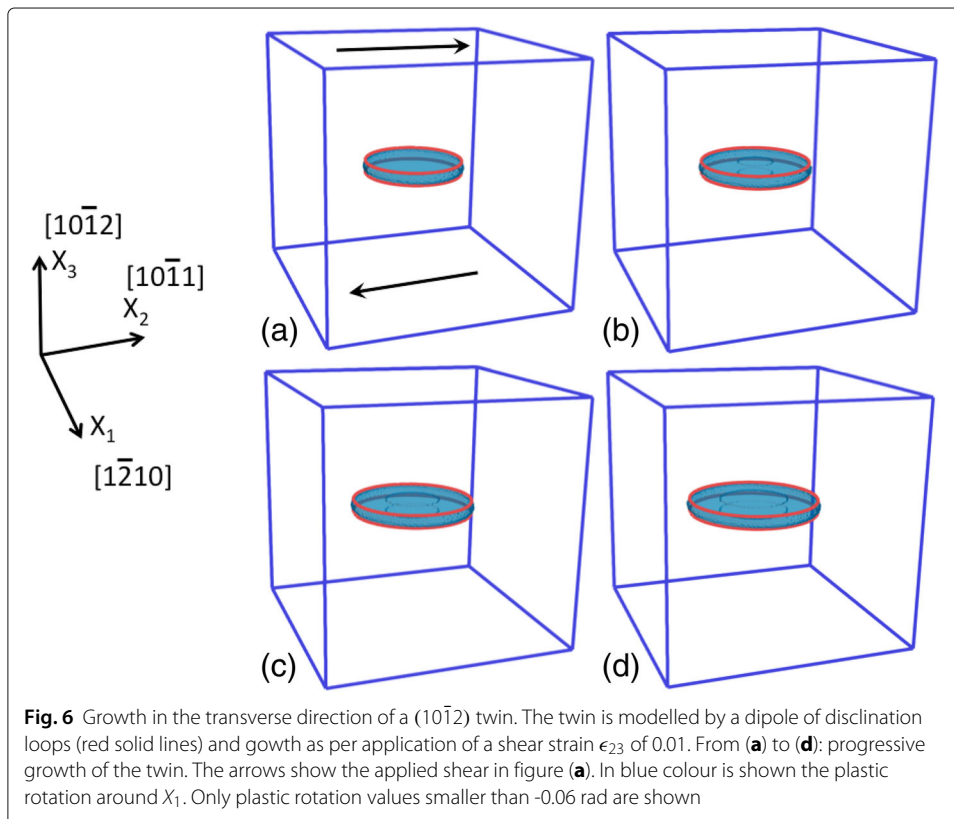 [101̄2]
X₃
[101̄1]
X₂
X₁
[12̄10]
(a)
(b)
(c)
(d)
Fig. 6 Growth in the transverse direction of a (101̄2) twin. The twin is modelled by a dipole of disclination
loops (red solid lines) and gowth as per application of a shear strain ϵ₂₃ of 0.01. From (a) to (d): progressive
growth of the twin. The arrows show the applied shear in figure (a). In blue colour is shown the plastic
rotation around X₁. Only plastic rotation values smaller than -0.06 rad are shown